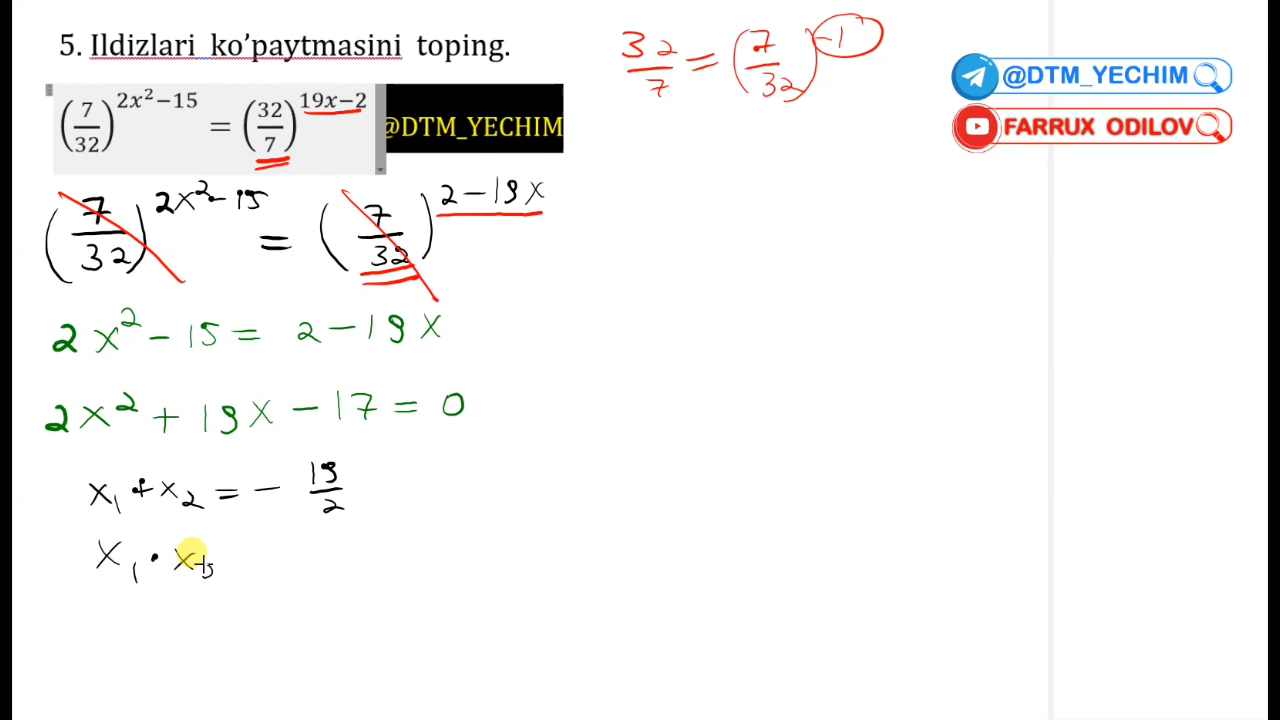 5. Ildizlari ko’paytmasini toping.
(7/32)^(2x²−15) = (32/7)^(19x−2)
@DTM_YECHIM
32/7 = (7/32)^(−1)
@DTM_YECHIM
FARRUX ODILOV
(7/32)^(2x²−15) = (7/32)^(2−19x)
2x² − 15 = 2 − 19x
2x² + 19x − 17 = 0
x₁ + x₂ = − 19/2
x₁ · x